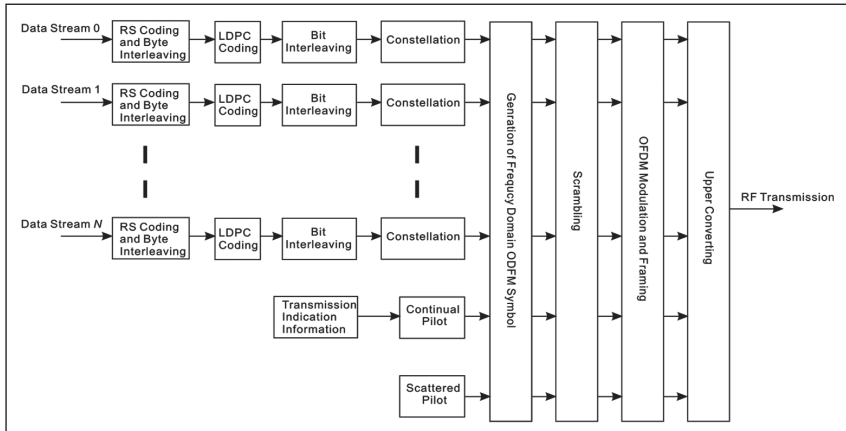 Data Stream 0
RS Coding
and Byte
Interleaving
LDPC
Coding
Bit
Interleaving
Constellation
Data Stream 1
RS Coding
and Byte
Interleaving
LDPC
Coding
Bit
Interleaving
Constellation
Data Stream N
RS Coding
and Byte
Interleaving
LDPC
Coding
Bit
Interleaving
Constellation
Transmission
Indication
Information
Continual
Pilot
Scattered
Pilot
Genration of Frequcy Domain ODFM Symbol
Scrambling
OFDM Modulation and Framing
Upper Converting
RF Transmission